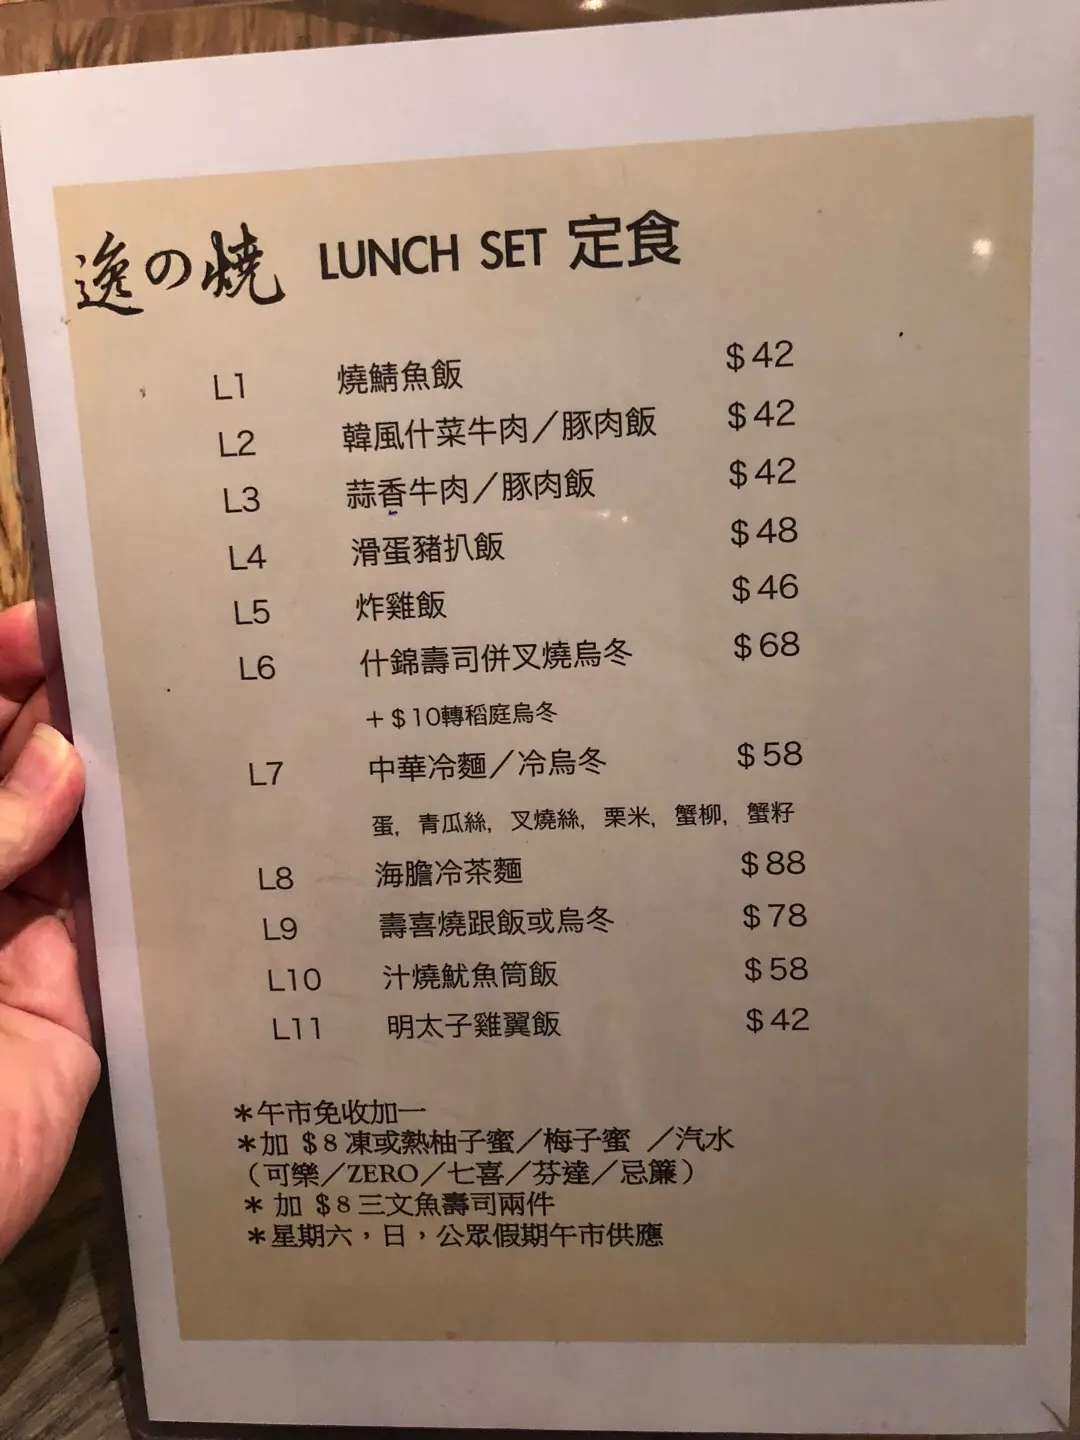 逸の燒 LUNCH SET 定食
L1 燒鯖魚飯 $42
L2 韓風什菜牛肉／豚肉飯 $42
L3 蒜香牛肉／豚肉飯 $42
L4 滑蛋豬扒飯 $48
L5 炸雞飯 $46
L6 什錦壽司併叉燒烏冬 $68
＋$10轉稻庭烏冬
L7 中華冷麵／冷烏冬 $58
蛋, 青瓜絲, 叉燒絲, 栗米, 蟹柳, 蟹籽
L8 海膽冷茶麵 $88
L9 壽喜燒跟飯或烏冬 $78
L10 汁燒魷魚筒飯 $58
L11 明太子雞翼飯 $42
＊午市免收加一
＊加 $8 凍或熱柚子蜜／梅子蜜 ／汽水
（可樂／ZERO／七喜／芬達／忌簾）
＊ 加 $8 三文魚壽司兩件
＊星期六，日，公眾假期午市供應